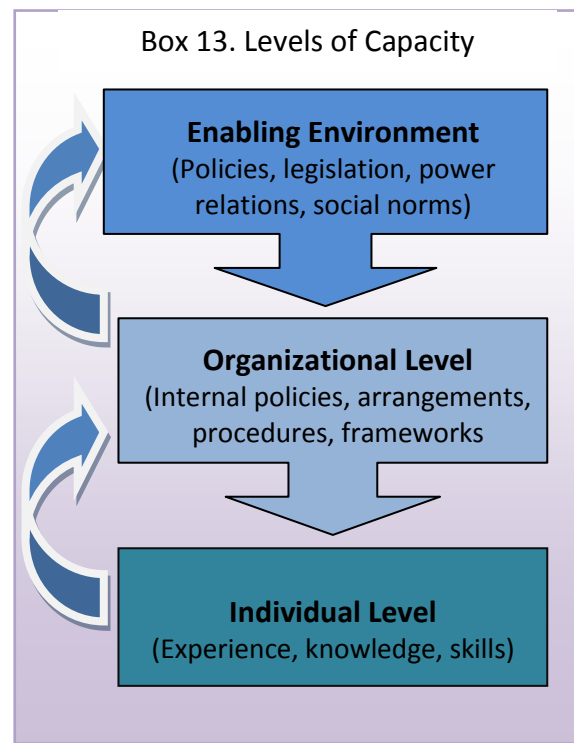 Box 13. Levels of Capacity
Enabling Environment
(Policies, legislation, power
relations, social norms)
Organizational Level
(Internal policies, arrangements,
procedures, frameworks
Individual Level
(Experience, knowledge, skills)